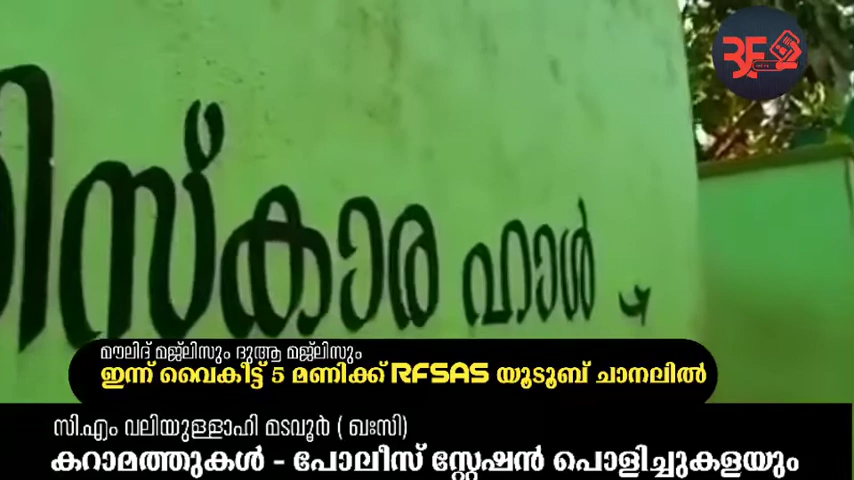 സ്കാര ഹാൾ
മൗലിദ് മജ്ലിസും ദുആ മജ്ലിസും
ഇന്ന് വൈകീട്ട് 5 മണിക്ക് RFSAS യൂടൂബ് ചാനലിൽ
സി.എം വലിയുള്ളാഹി മടവൂർ ( ഖഃസി)
കറാമത്തുകൾ - പോലീസ് സ്റ്റേഷൻ പൊളിച്ചുകളയും